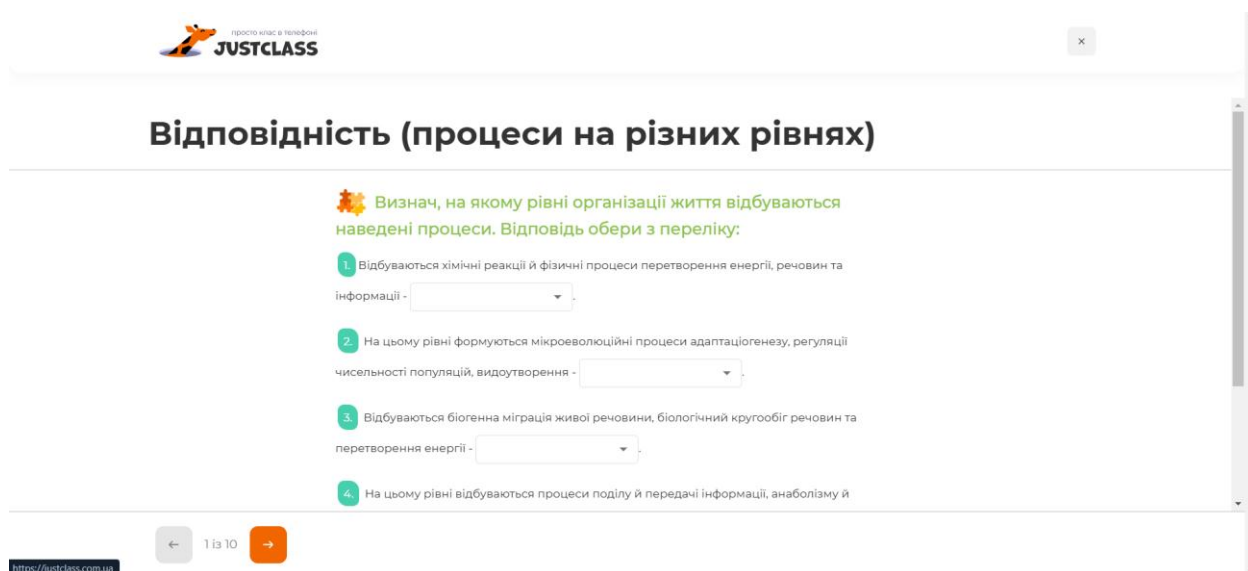 просто клас в телефоні
JUSTCLASS
×
Відповідність (процеси на різних рівнях)
Визнач, на якому рівні організації життя відбуваються
наведені процеси. Відповідь обери з переліку:
1. Відбуваються хімічні реакції й фізичні процеси перетворення енергії, речовин та
інформації - .
2. На цьому рівні формуються мікроеволюційні процеси адаптаціогенезу, регуляції
чисельності популяцій, видоутворення - .
3. Відбуваються біогенна міграція живої речовини, біологічний кругообіг речовин та
перетворення енергії - .
4. На цьому рівні відбуваються процеси поділу й передачі інформації, анаболізму й
← 1 із 10 →
https://justclass.com.ua